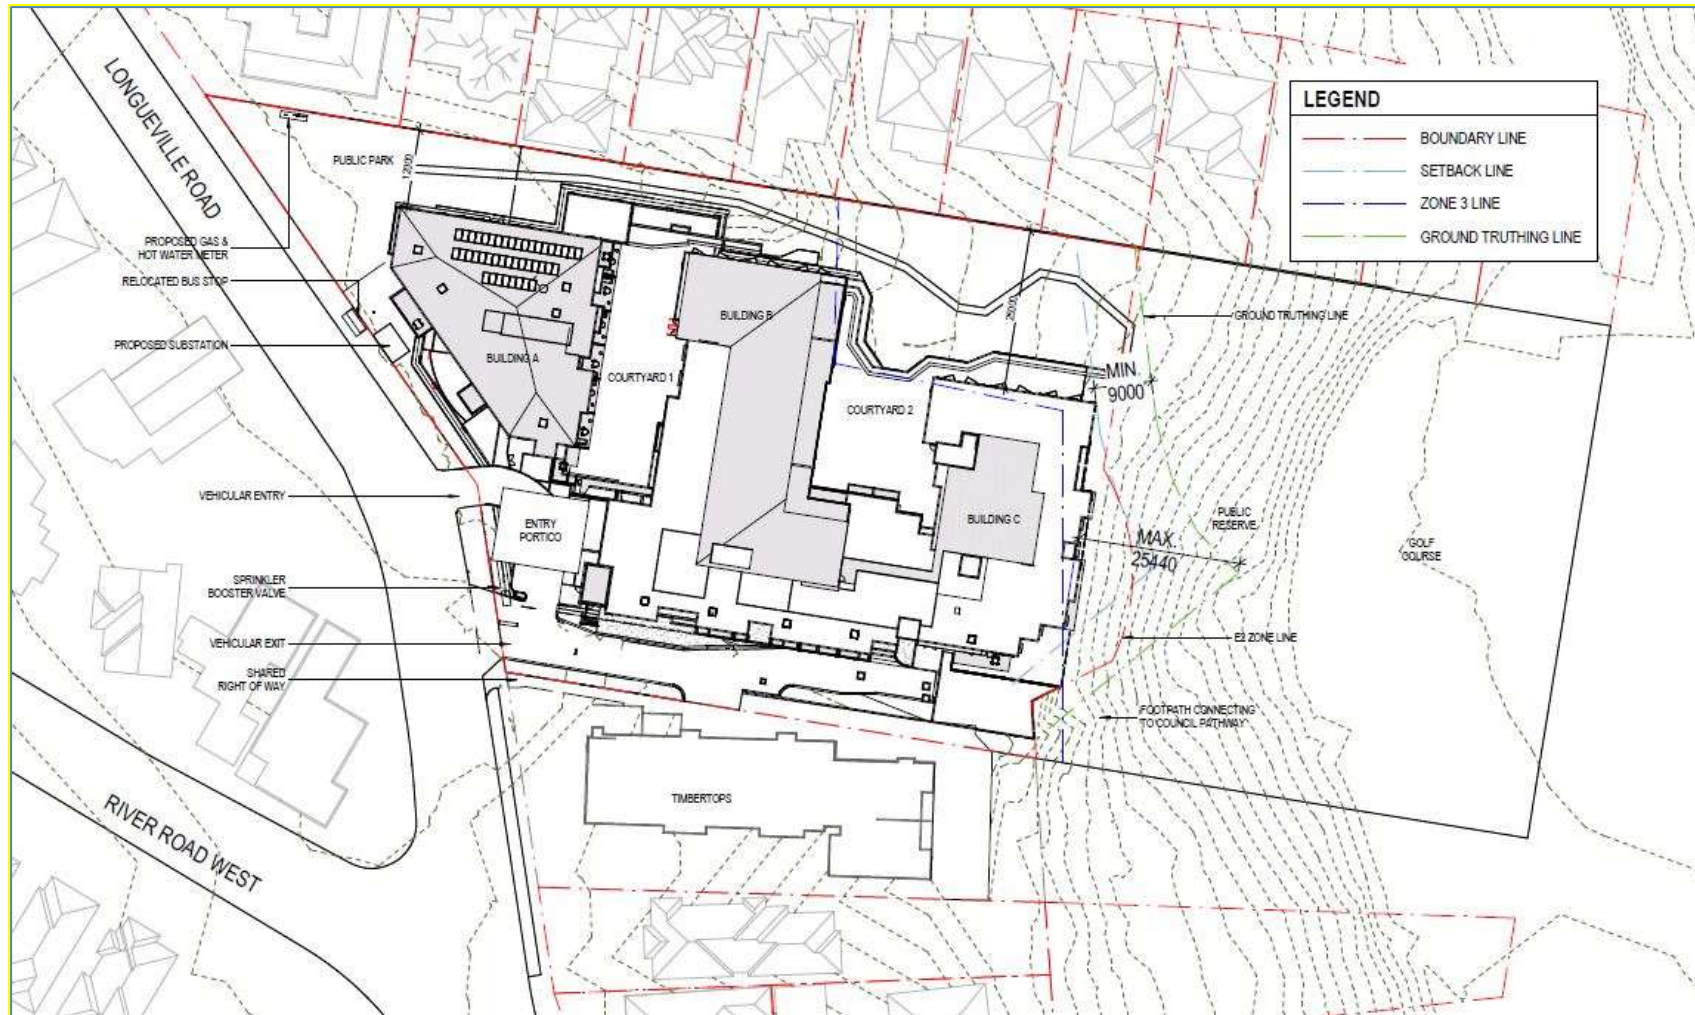 LONGUEVILLE ROAD
LEGEND
BOUNDARY LINE
SETBACK LINE
ZONE 3 LINE
GROUND TRUTHING LINE
PUBLIC PARK
12000
PROPOSED GAS &
HOT WATER METER
RELOCATED BUS STOP
PROPOSED SUBSTATION
BUILDING A
COURTYARD 1
BUILDING B
GROUND TRUTHING LINE
MIN
9000
COURTYARD 2
VEHICULAR ENTRY
ENTRY
PORTICO
BUILDING C
PUBLIC
RESERVE
MAX.
25440
GOLF
COURSE
SPRINKLER
BOOSTER VALVE
VEHICULAR EXIT
E2 ZONE LINE
SHARED
RIGHT OF WAY
FOOTPATH CONNECTING
TO COUNCIL PATHWAY
TIMBERTOPS
RIVER ROAD WEST